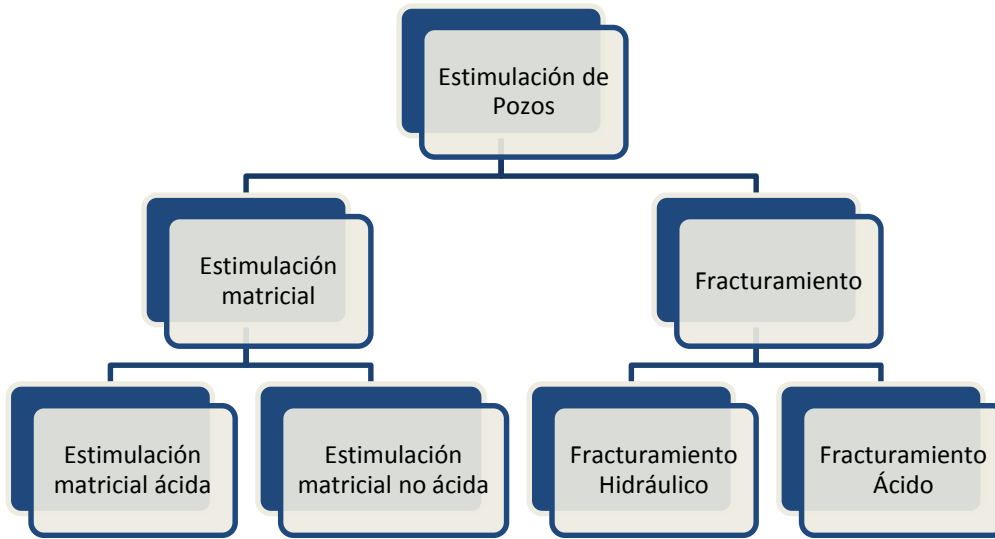 Estimulación de
Pozos
Estimulación
matricial
Fracturamiento
Estimulación
matricial ácida
Estimulación
matricial no ácida
Fracturamiento
Hidráulico
Fracturamiento
Ácido